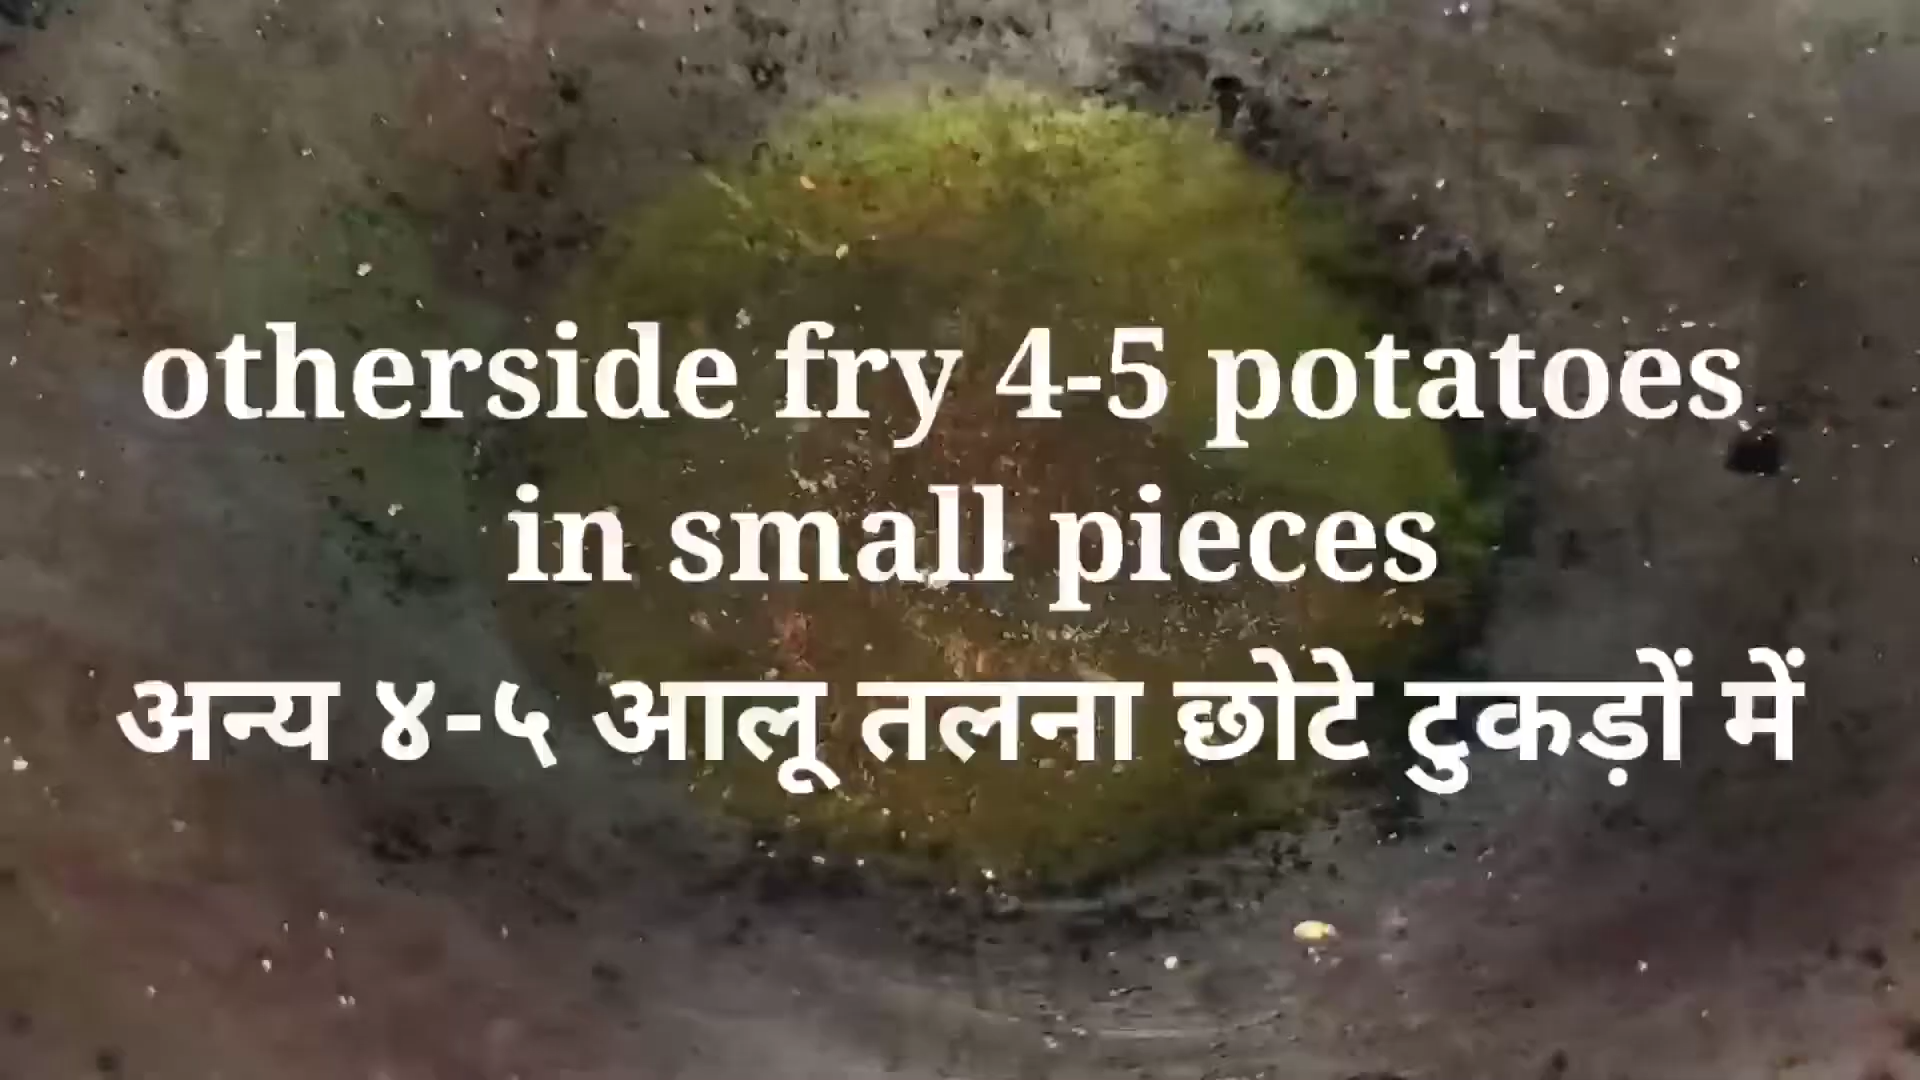 otherside fry 4-5 potatoes
in small pieces
अन्य ४-५ आलू तलना छोटे टुकड़ों में